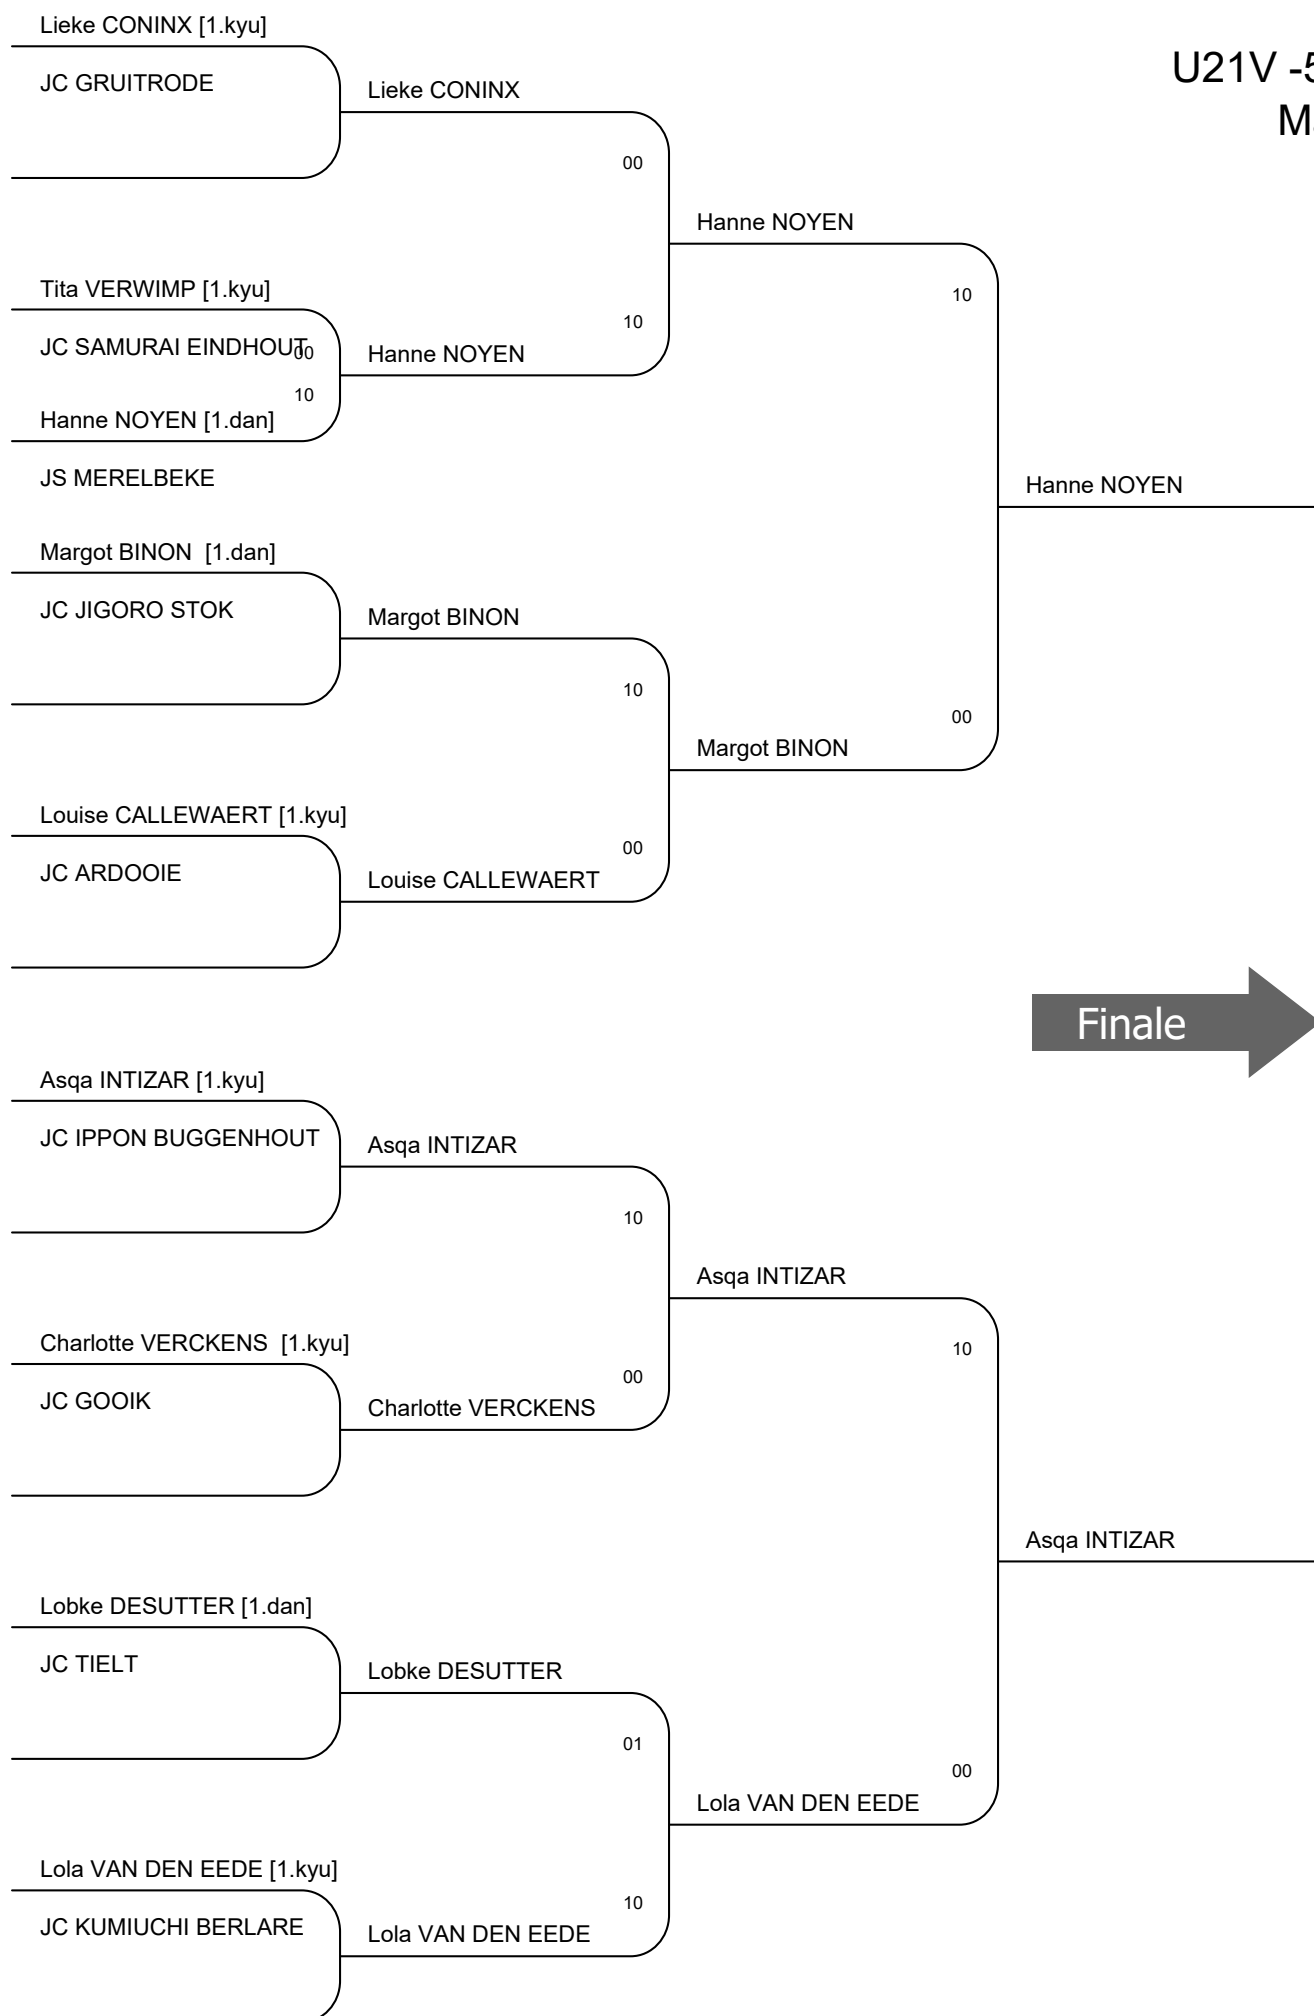 Lieke CONINX [1.kyu]
JC GRUITRODE
Lieke CONINX
U21V -5
00
Hanne NOYEN
Tita VERWIMP [1.kyu]
JC SAMURAI EINDHOUT
00
10
Hanne NOYEN [1.dan]
JS MERELBEKE
10
Hanne NOYEN
10
Hanne NOYEN
Margot BINON [1.dan]
JC JIGORO STOK
Margot BINON
10
00
Margot BINON
Louise CALLEWAERT [1.kyu]
JC ARDOOIE
00
Louise CALLEWAERT
Finale
Asqa INTIZAR [1.kyu]
JC IPPON BUGGENHOUT
Asqa INTIZAR
10
Asqa INTIZAR
Charlotte VERCKENS [1.kyu]
JC GOOIK
00
Charlotte VERCKENS
10
Asqa INTIZAR
Lobke DESUTTER [1.dan]
JC TIELT
Lobke DESUTTER
01
00
Lola VAN DEN EEDE
Lola VAN DEN EEDE [1.kyu]
JC KUMIUCHI BERLARE
10
Lola VAN DEN EEDE